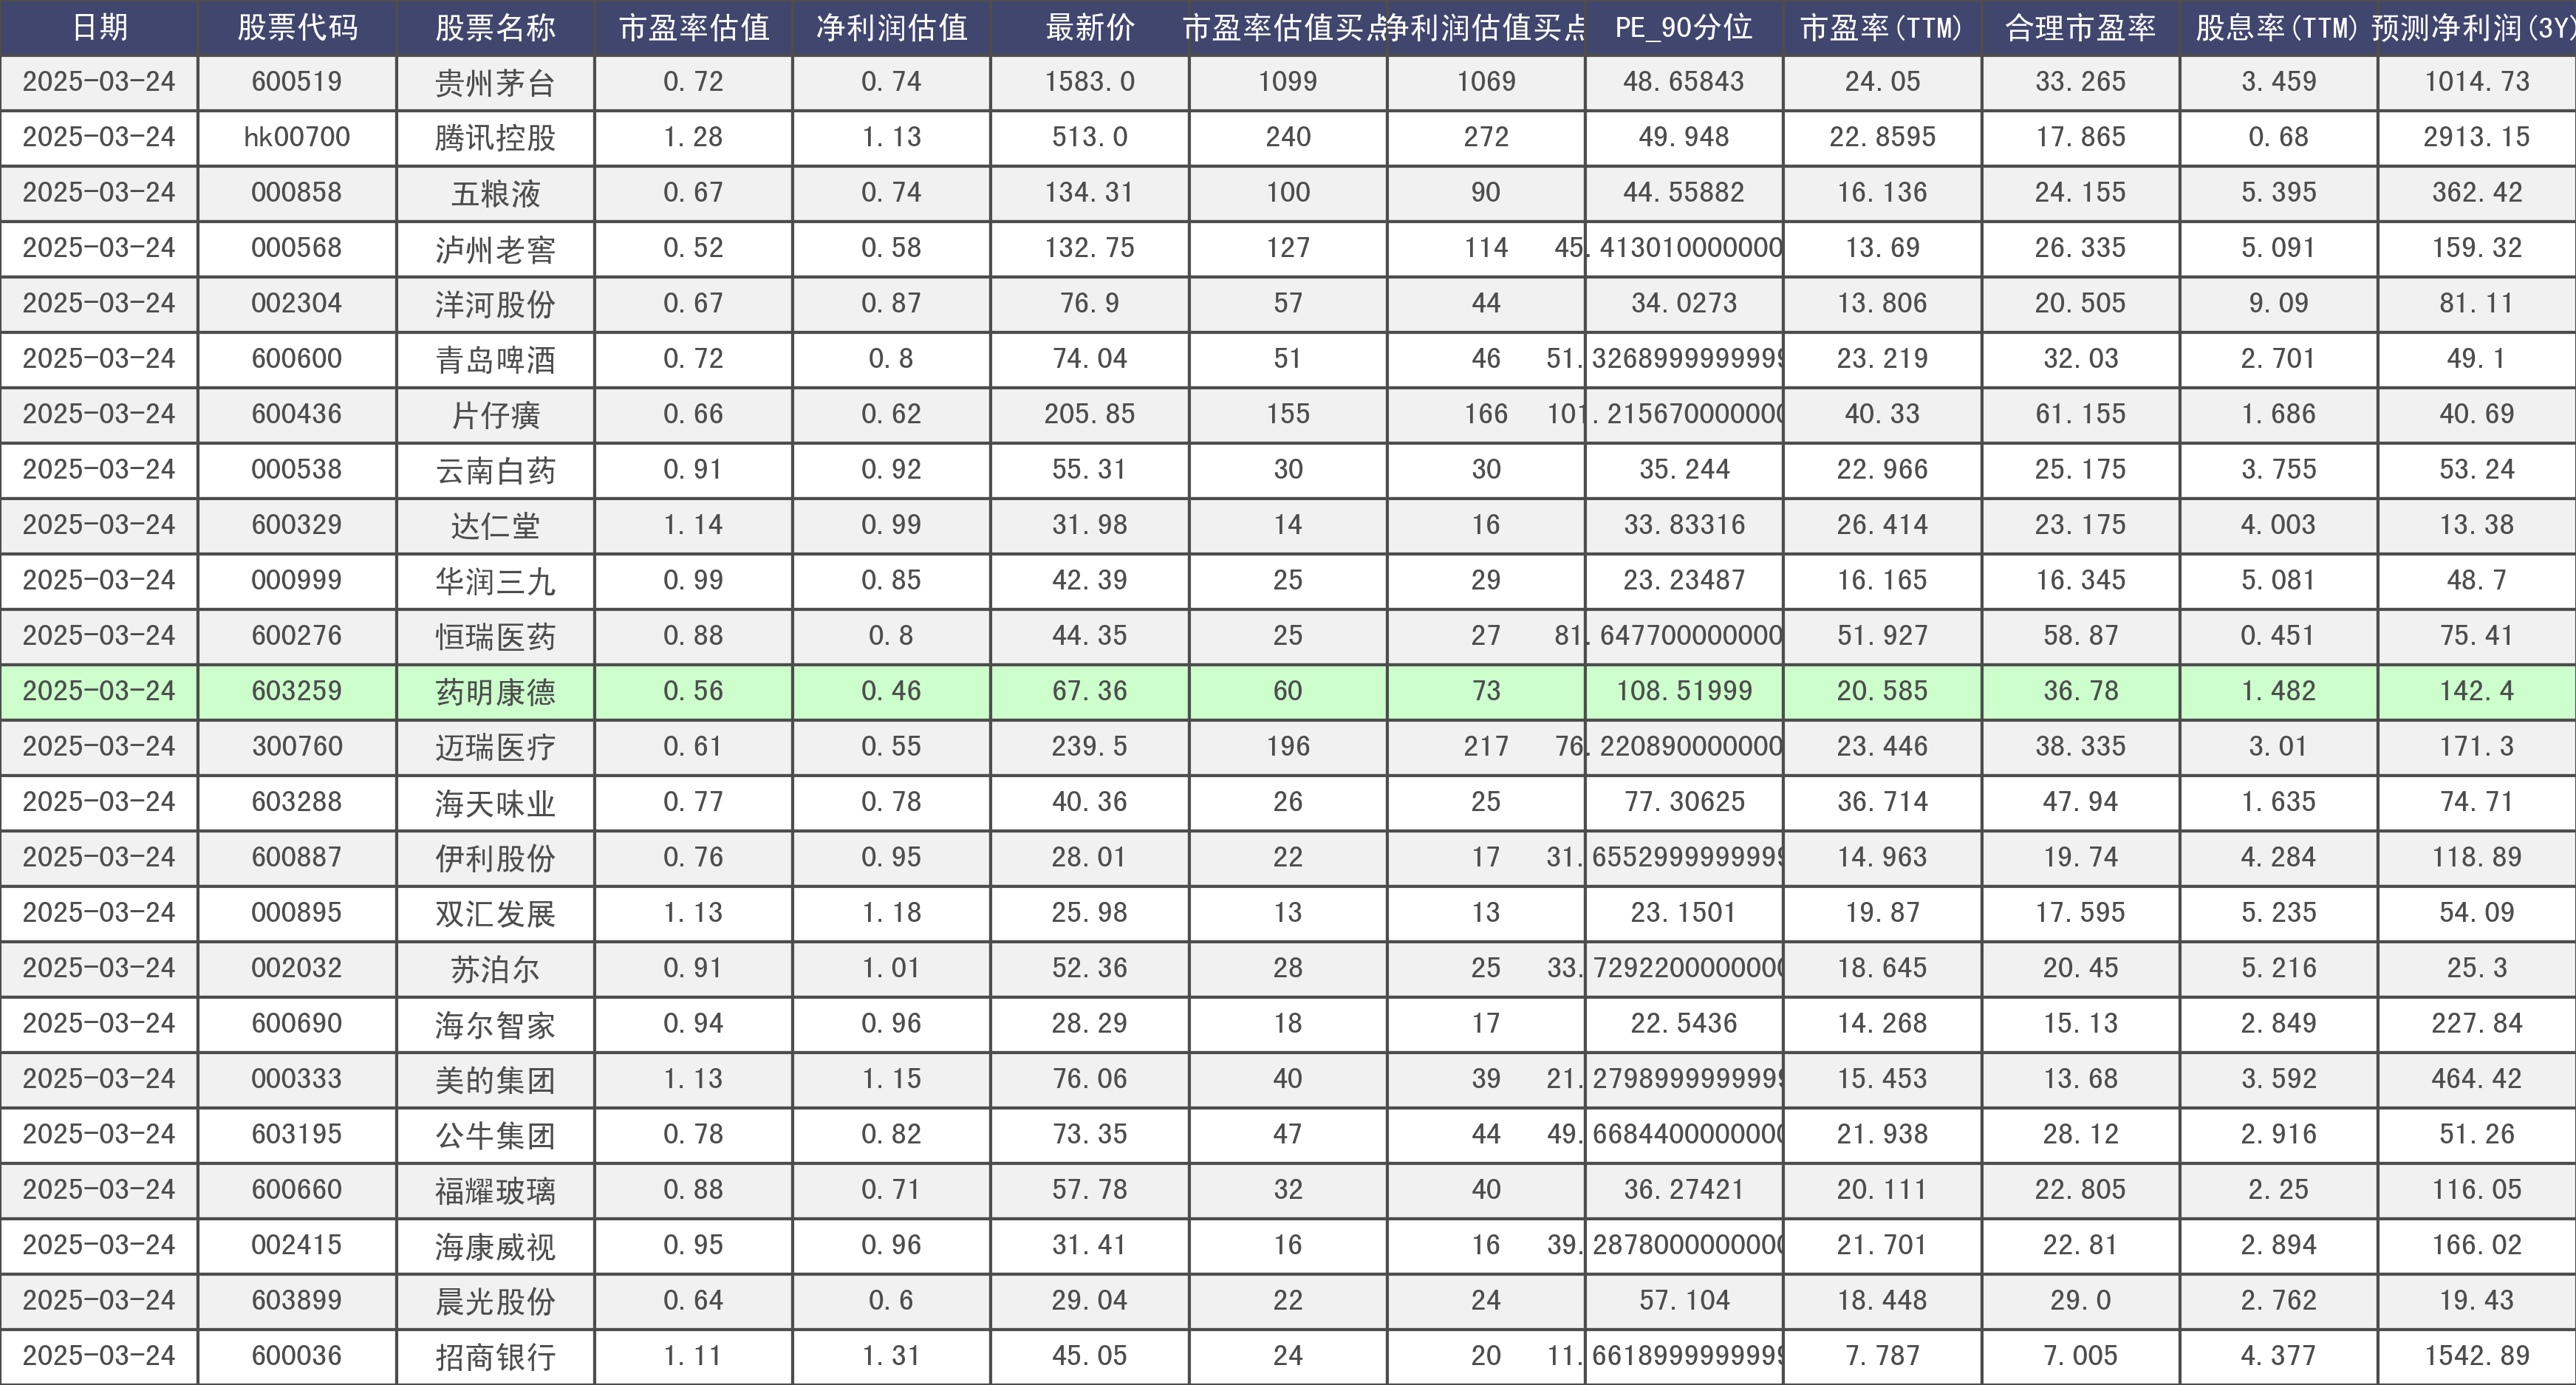 日期 股票代码 股票名称 市盈率估值 净利润估值 最新价 市盈率估值买点 净利润估值买点 PE_90分位 市盈率(TTM) 合理市盈率 股息率(TTM) 预测净利润(3Y)
2025-03-24 600519 贵州茅台 0.72 0.74 1583.0 1099 1069 48.65843 24.05 33.265 3.459 1014.73
2025-03-24 hk00700 腾讯控股 1.28 1.13 513.0 240 272 49.948 22.8595 17.865 0.68 2913.15
2025-03-24 000858 五粮液 0.67 0.74 134.31 100 90 44.55882 16.136 24.155 5.395 362.42
2025-03-24 000568 泸州老窖 0.52 0.58 132.75 127 114 45.413010000000 13.69 26.335 5.091 159.32
2025-03-24 002304 洋河股份 0.67 0.87 76.9 57 44 34.0273 13.806 20.505 9.09 81.11
2025-03-24 600600 青岛啤酒 0.72 0.8 74.04 51 46 51.3268999999999 23.219 32.03 2.701 49.1
2025-03-24 600436 片仔癀 0.66 0.62 205.85 155 166 101.215670000000 40.33 61.155 1.686 40.69
2025-03-24 000538 云南白药 0.91 0.92 55.31 30 30 35.244 22.966 25.175 3.755 53.24
2025-03-24 600329 达仁堂 1.14 0.99 31.98 14 16 33.83316 26.414 23.175 4.003 13.38
2025-03-24 000999 华润三九 0.99 0.85 42.39 25 29 23.23487 16.165 16.345 5.081 48.7
2025-03-24 600276 恒瑞医药 0.88 0.8 44.35 25 27 81.647700000000 51.927 58.87 0.451 75.41
2025-03-24 603259 药明康德 0.56 0.46 67.36 60 73 108.51999 20.585 36.78 1.482 142.4
2025-03-24 300760 迈瑞医疗 0.61 0.55 239.5 196 217 76.220890000000 23.446 38.335 3.01 171.3
2025-03-24 603288 海天味业 0.77 0.78 40.36 26 25 77.30625 36.714 47.94 1.635 74.71
2025-03-24 600887 伊利股份 0.76 0.95 28.01 22 17 31.6552999999999 14.963 19.74 4.284 118.89
2025-03-24 000895 双汇发展 1.13 1.18 25.98 13 13 23.1501 19.87 17.595 5.235 54.09
2025-03-24 002032 苏泊尔 0.91 1.01 52.36 28 25 33.7292200000000 18.645 20.45 5.216 25.3
2025-03-24 600690 海尔智家 0.94 0.96 28.29 18 17 22.5436 14.268 15.13 2.849 227.84
2025-03-24 000333 美的集团 1.13 1.15 76.06 40 39 21.2798999999999 15.453 13.68 3.592 464.42
2025-03-24 603195 公牛集团 0.78 0.82 73.35 47 44 49.6684400000000 21.938 28.12 2.916 51.26
2025-03-24 600660 福耀玻璃 0.88 0.71 57.78 32 40 36.27421 20.111 22.805 2.25 116.05
2025-03-24 002415 海康威视 0.95 0.96 31.41 16 16 39.2878000000000 21.701 22.81 2.894 166.02
2025-03-24 603899 晨光股份 0.64 0.6 29.04 22 24 57.104 18.448 29.0 2.762 19.43
2025-03-24 600036 招商银行 1.11 1.31 45.05 24 20 11.6618999999999 7.787 7.005 4.377 1542.89